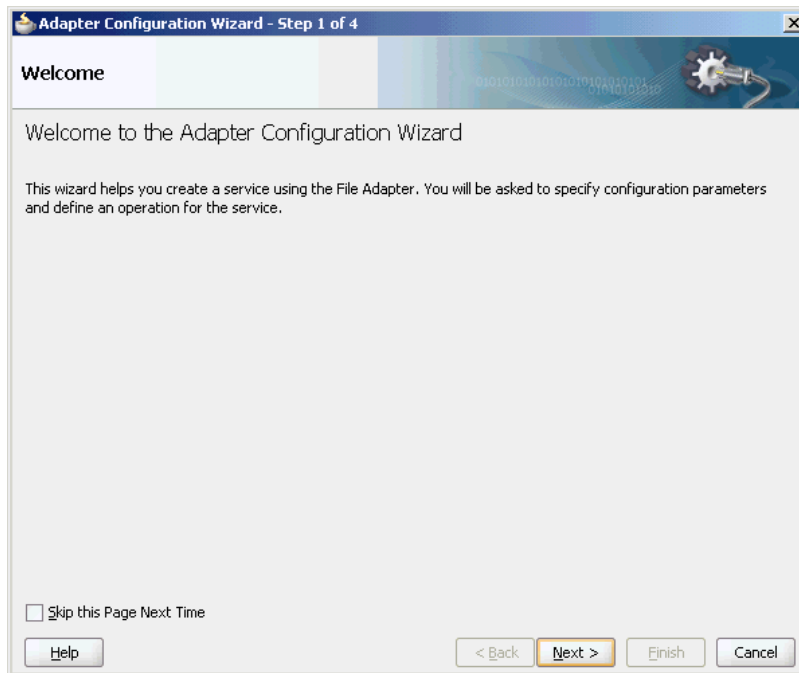 Adapter Configuration Wizard - Step 1 of 4
Welcome
Welcome to the Adapter Configuration Wizard
This wizard helps you create a service using the File Adapter. You will be asked to specify configuration parameters
and define an operation for the service.
Skip this Page Next Time
Help
< Back
Next >
Finish
Cancel